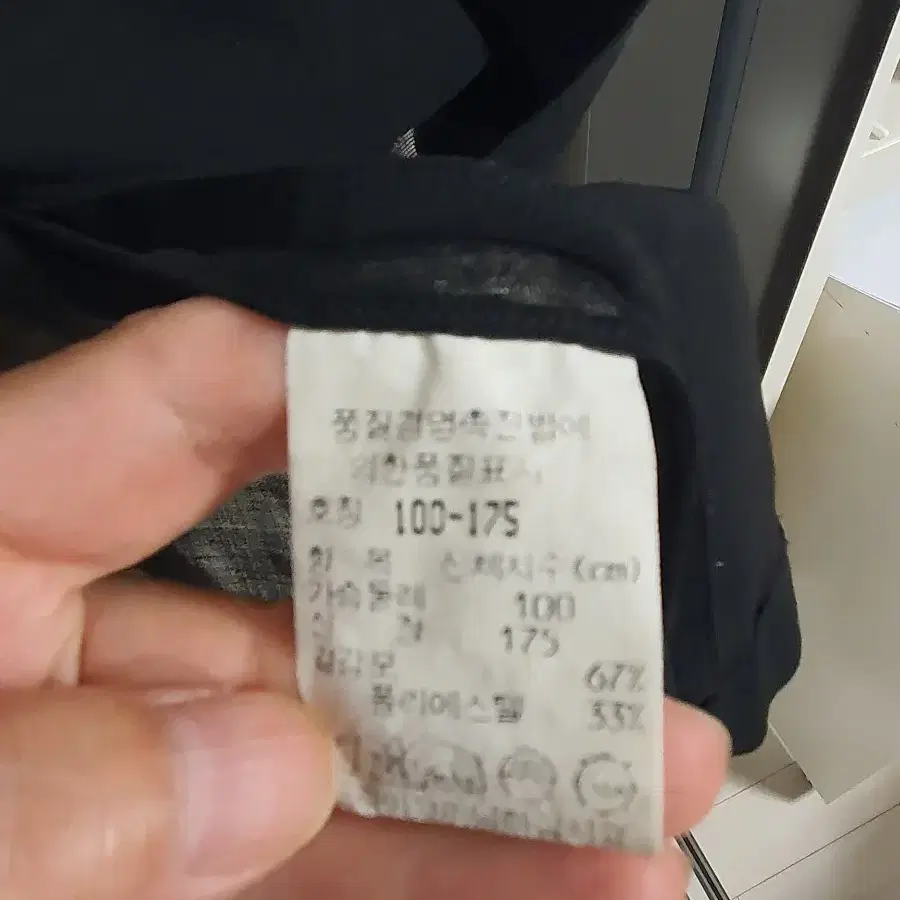 품질경영촉진법에
의한품질표시
호칭 100-175
항목 신체치수(cm)
가슴둘레 100
신 장 175
겉감 모 67%
폴리에스텔 33%